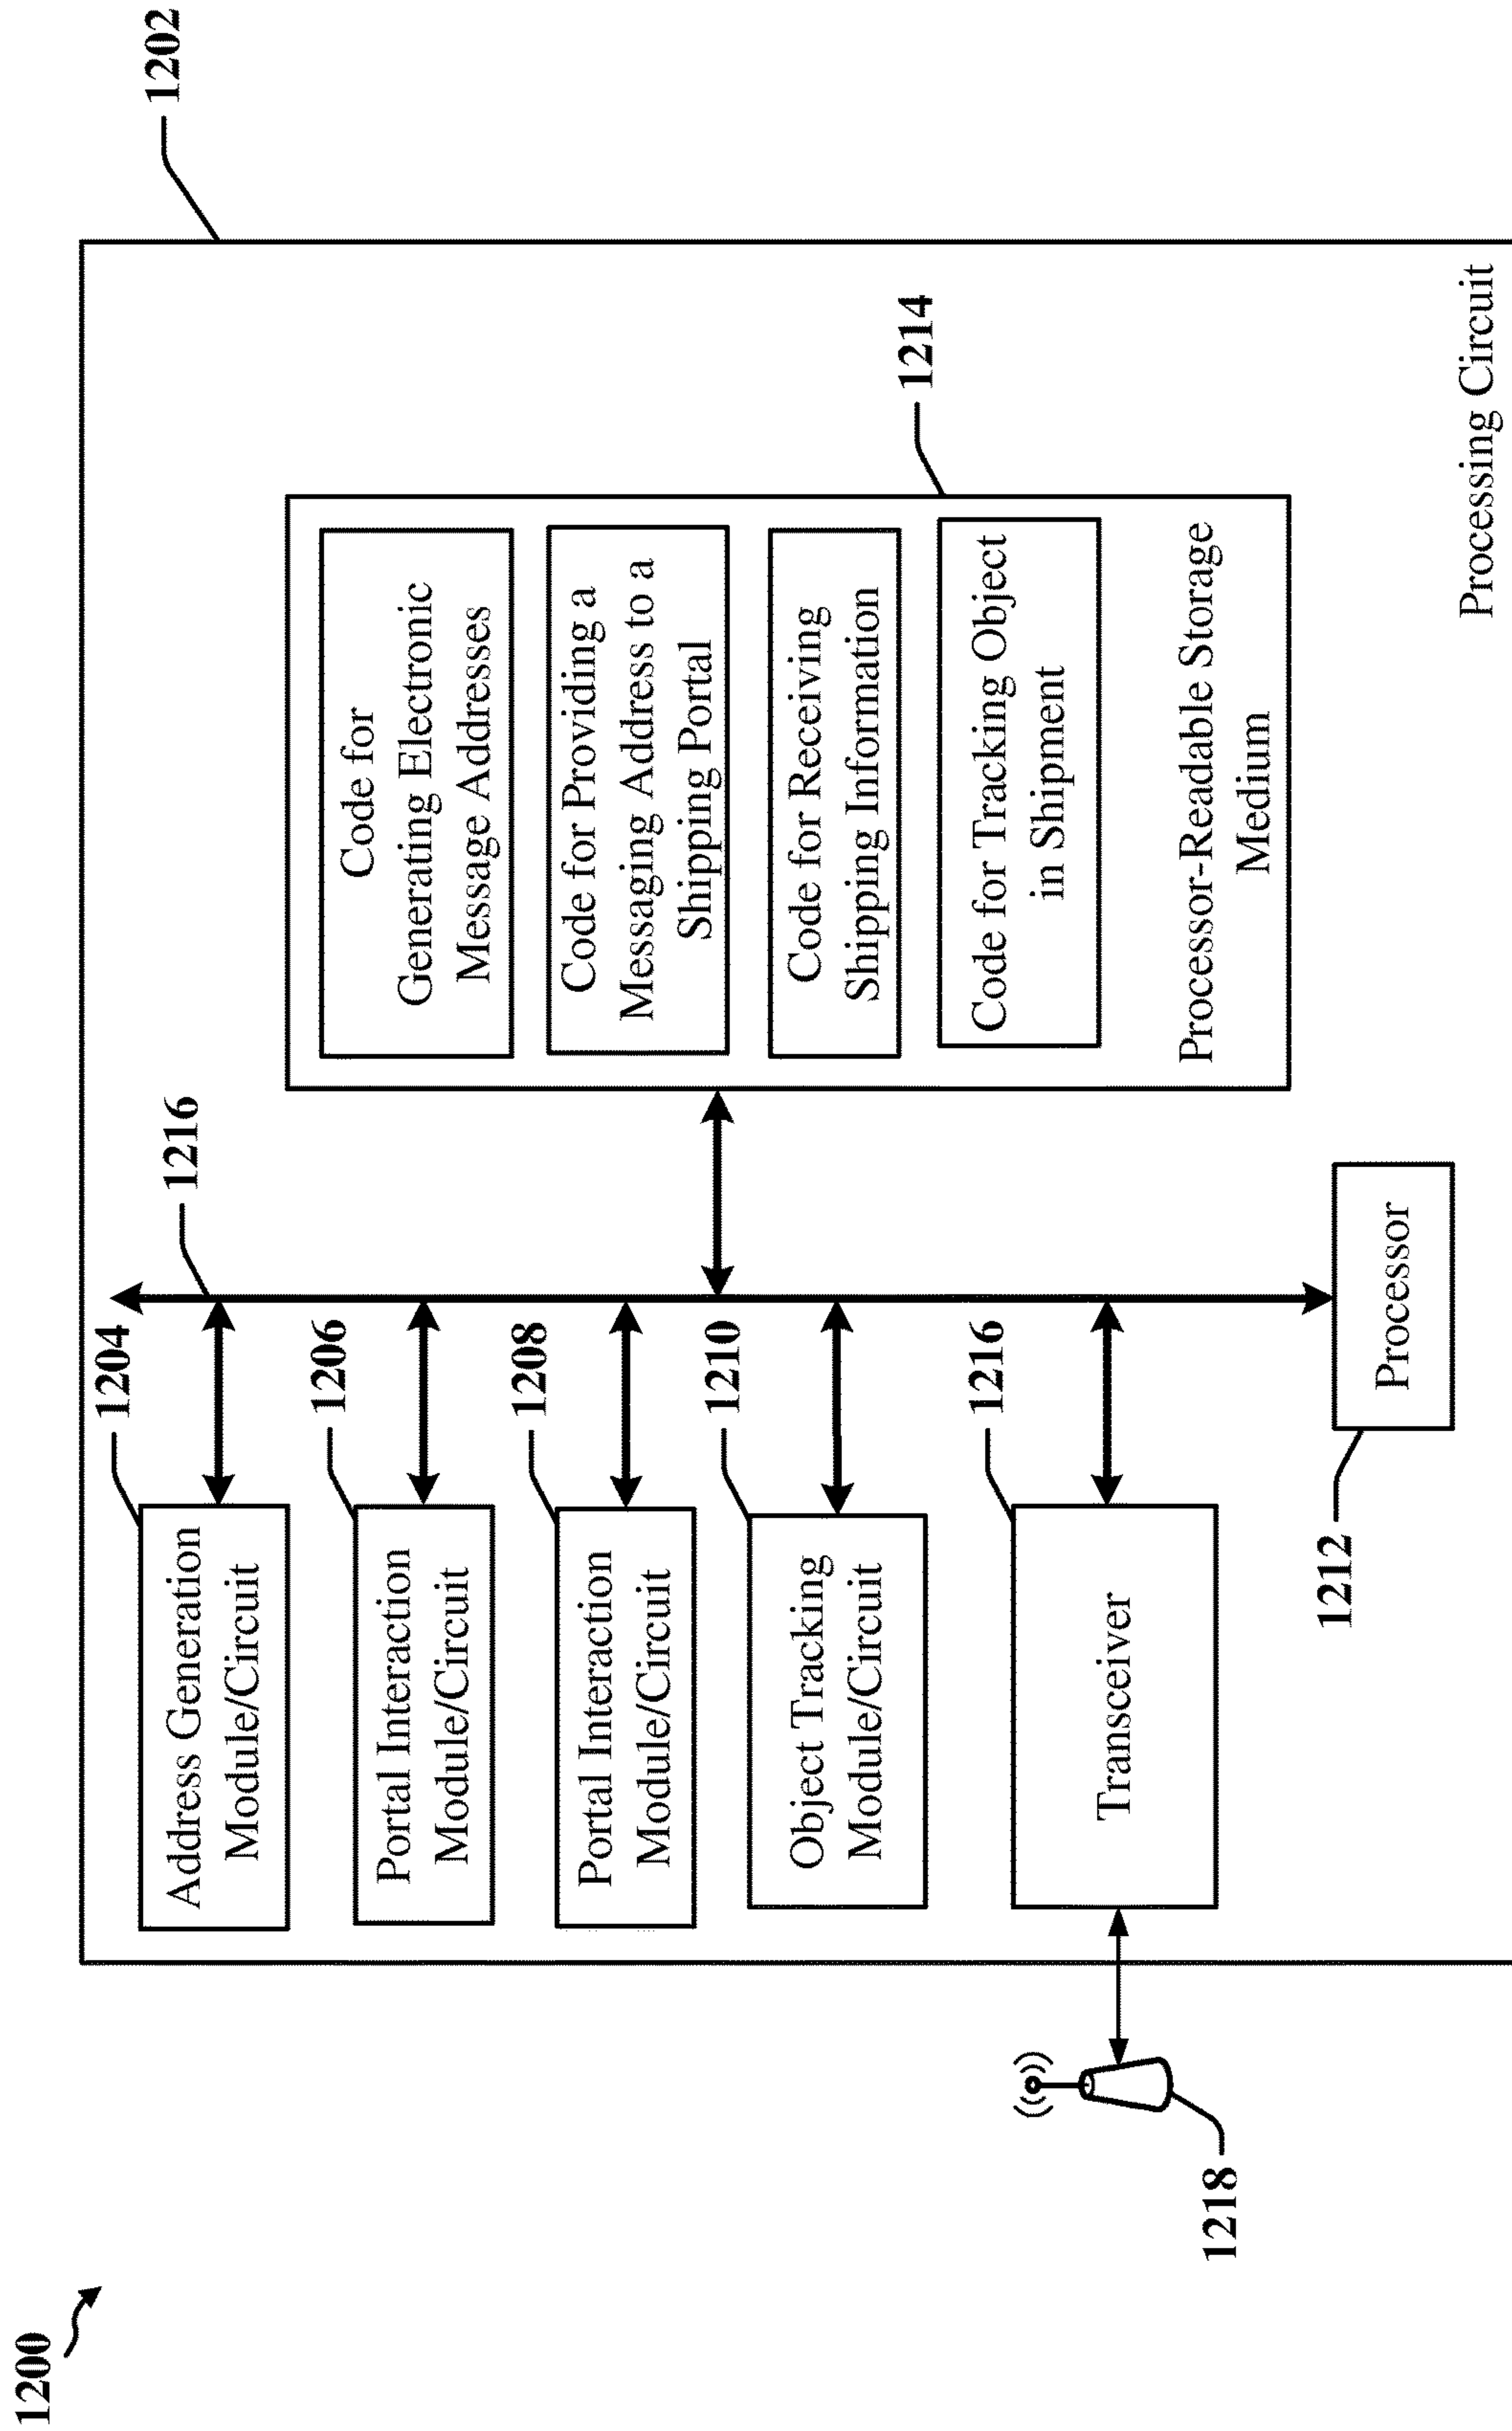 1200
1202
1204
Address Generation
Module/Circuit
1206
Portal Interaction
Module/Circuit
1208
Portal Interaction
Module/Circuit
1210
Object Tracking
Module/Circuit
1216
Transceiver
1218
1216
1212
Processor
1214
Code for
Generating Electronic
Message Addresses
Code for Providing a
Messaging Address to a
Shipping Portal
Code for Receiving
Shipping Information
Code for Tracking Object
in Shipment
Processor-Readable Storage
Medium
Processing Circuit